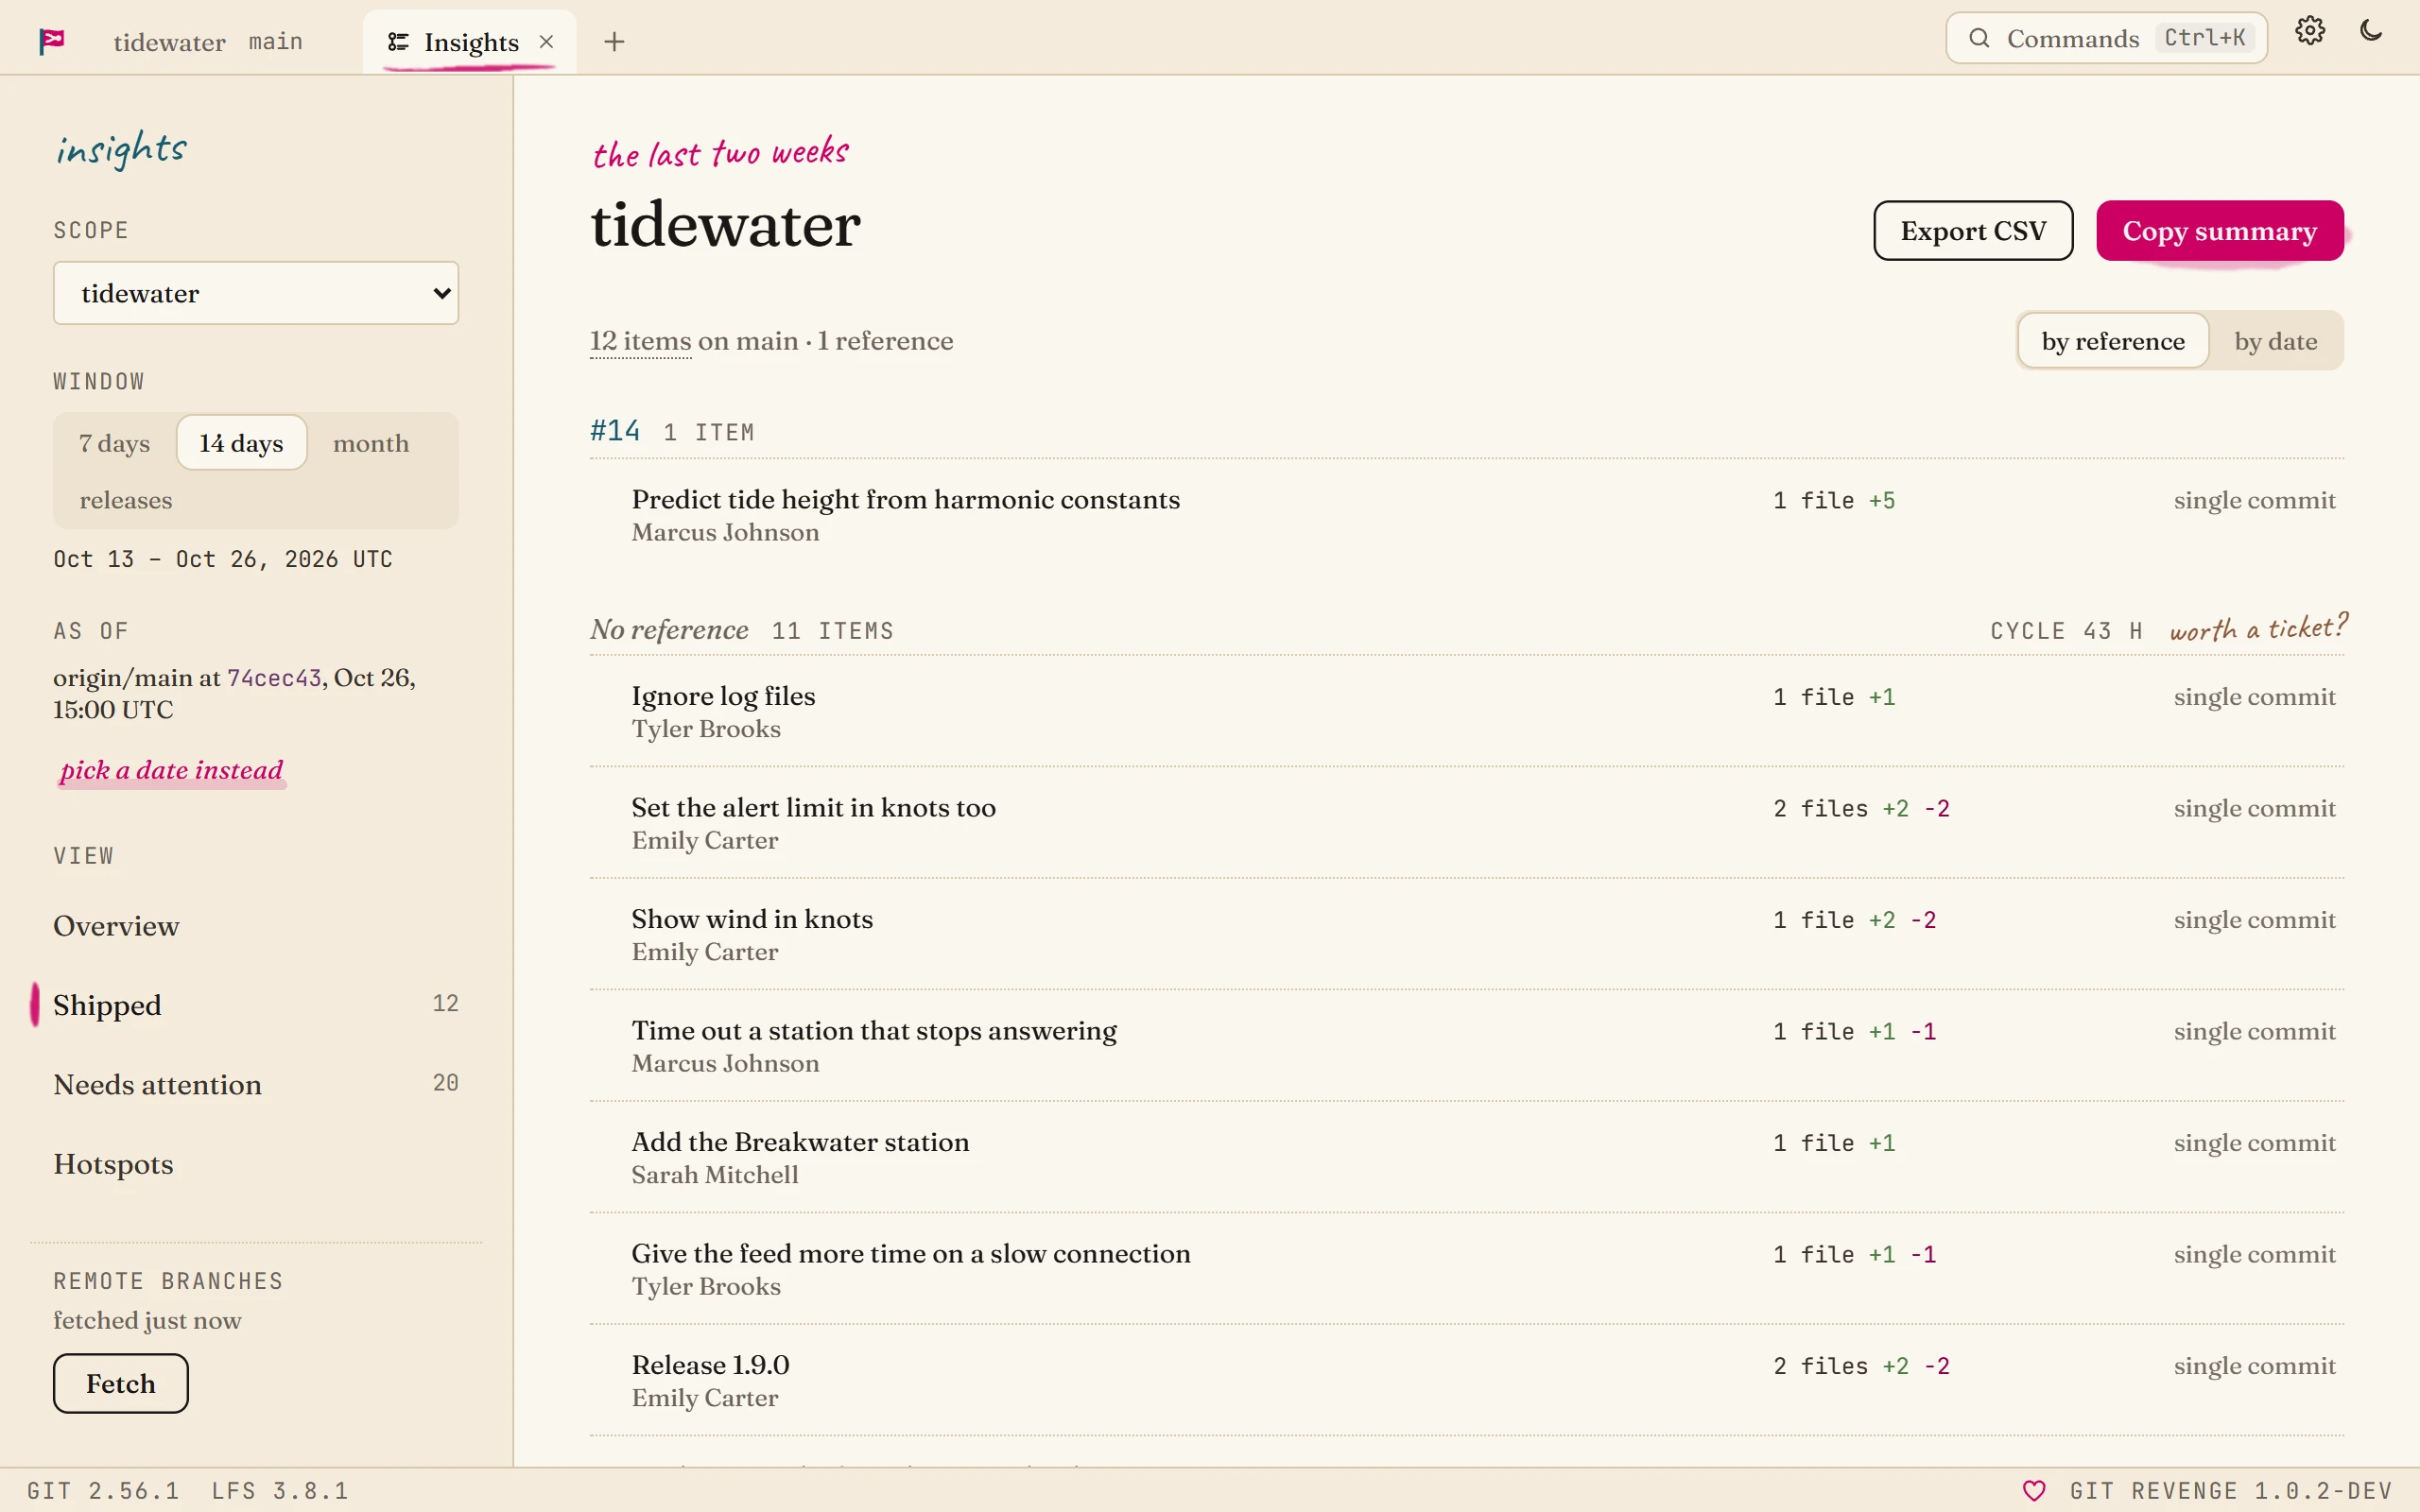 tidewater main
Insights
Commands Ctrl+K
insights
SCOPE
tidewater
WINDOW
7 days 14 days month
releases
Oct 13 – Oct 26, 2026 UTC
AS OF
origin/main at 74cec43, Oct 26,
15:00 UTC
pick a date instead
VIEW
Overview
Shipped 12
Needs attention 20
Hotspots
REMOTE BRANCHES
fetched just now
Fetch
the last two weeks
tidewater
Export CSV Copy summary
12 items on main · 1 reference
by reference by date
#14 1 ITEM
Predict tide height from harmonic constants 1 file +5 single commit
Marcus Johnson
No reference 11 ITEMS CYCLE 43 H worth a ticket?
Ignore log files 1 file +1 single commit
Tyler Brooks
Set the alert limit in knots too 2 files +2 -2 single commit
Emily Carter
Show wind in knots 1 file +2 -2 single commit
Emily Carter
Time out a station that stops answering 1 file +1 -1 single commit
Marcus Johnson
Add the Breakwater station 1 file +1 single commit
Sarah Mitchell
Give the feed more time on a slow connection 1 file +1 -1 single commit
Tyler Brooks
Release 1.9.0 2 files +2 -2 single commit
Emily Carter
GIT 2.56.1 LFS 3.8.1
GIT REVENGE 1.0.2-DEV